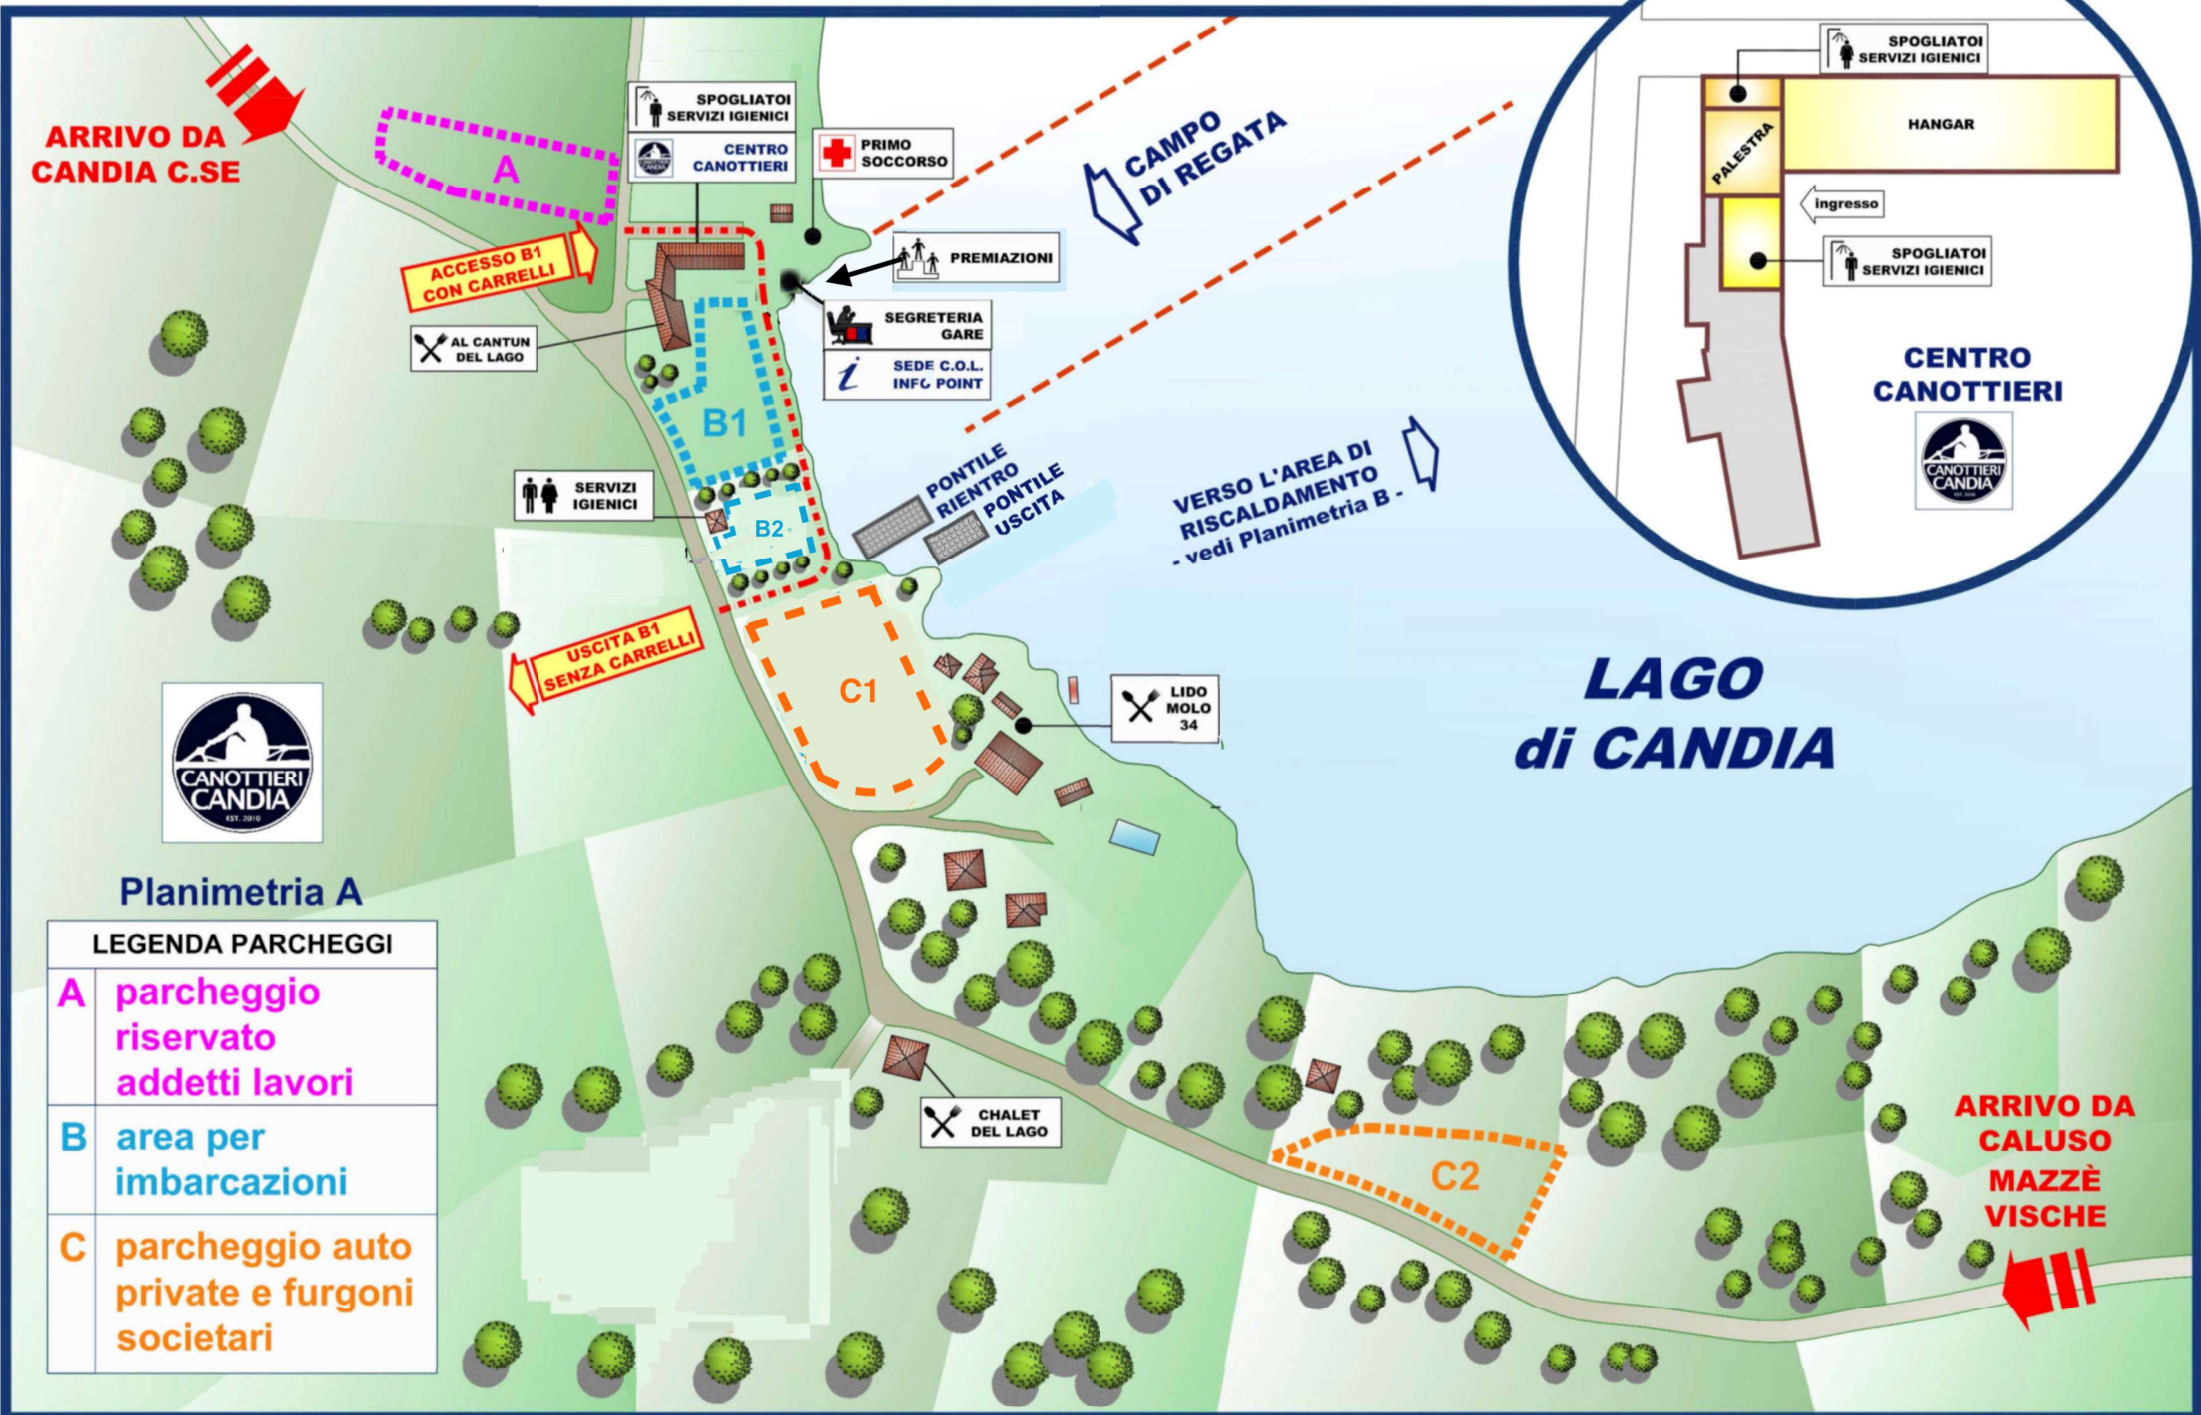 ARRIVO DA
CANDIA C.SE
A
SPOGLIATOI
SERVIZI IGIENICI
CENTRO
CANOTTIERI
PRIMO
SOCCORSO
CAMPO
DI REGATA
PREMIAZIONI
ACCESSO B1
CON CARRELLI
AL CANTUN
DEL LAGO
SEGRETERIA
GARE
SEDE C.O.L.
INFO POINT
B1
SERVIZI
IGIENICI
B2
PONTILE
RIENTRO
PONTILE
USCITA
VERSO L'AREA DI
RISCALDAMENTO
- vedi Planimetria B -
USCITA B1
SENZA CARRELLI
C1
LIDO
MOLO
34
LAGO
di CANDIA
SPOGLIATOI
SERVIZI IGIENICI
HANGAR
PALESTRA
ingresso
SPOGLIATOI
SERVIZI IGIENICI
CENTRO
CANOTTIERI
CANOTTIERI
CANDIA
EST. 2010
CANOTTIERI
CANDIA
EST. 2010
Planimetria A
LEGENDA PARCHEGGI
A parcheggio
riservato
addetti lavori
B area per
imbarcazioni
C parcheggio auto
private e furgoni
societari
CHALET
DEL LAGO
C2
ARRIVO DA
CALUSO
MAZZÈ
VISCHE